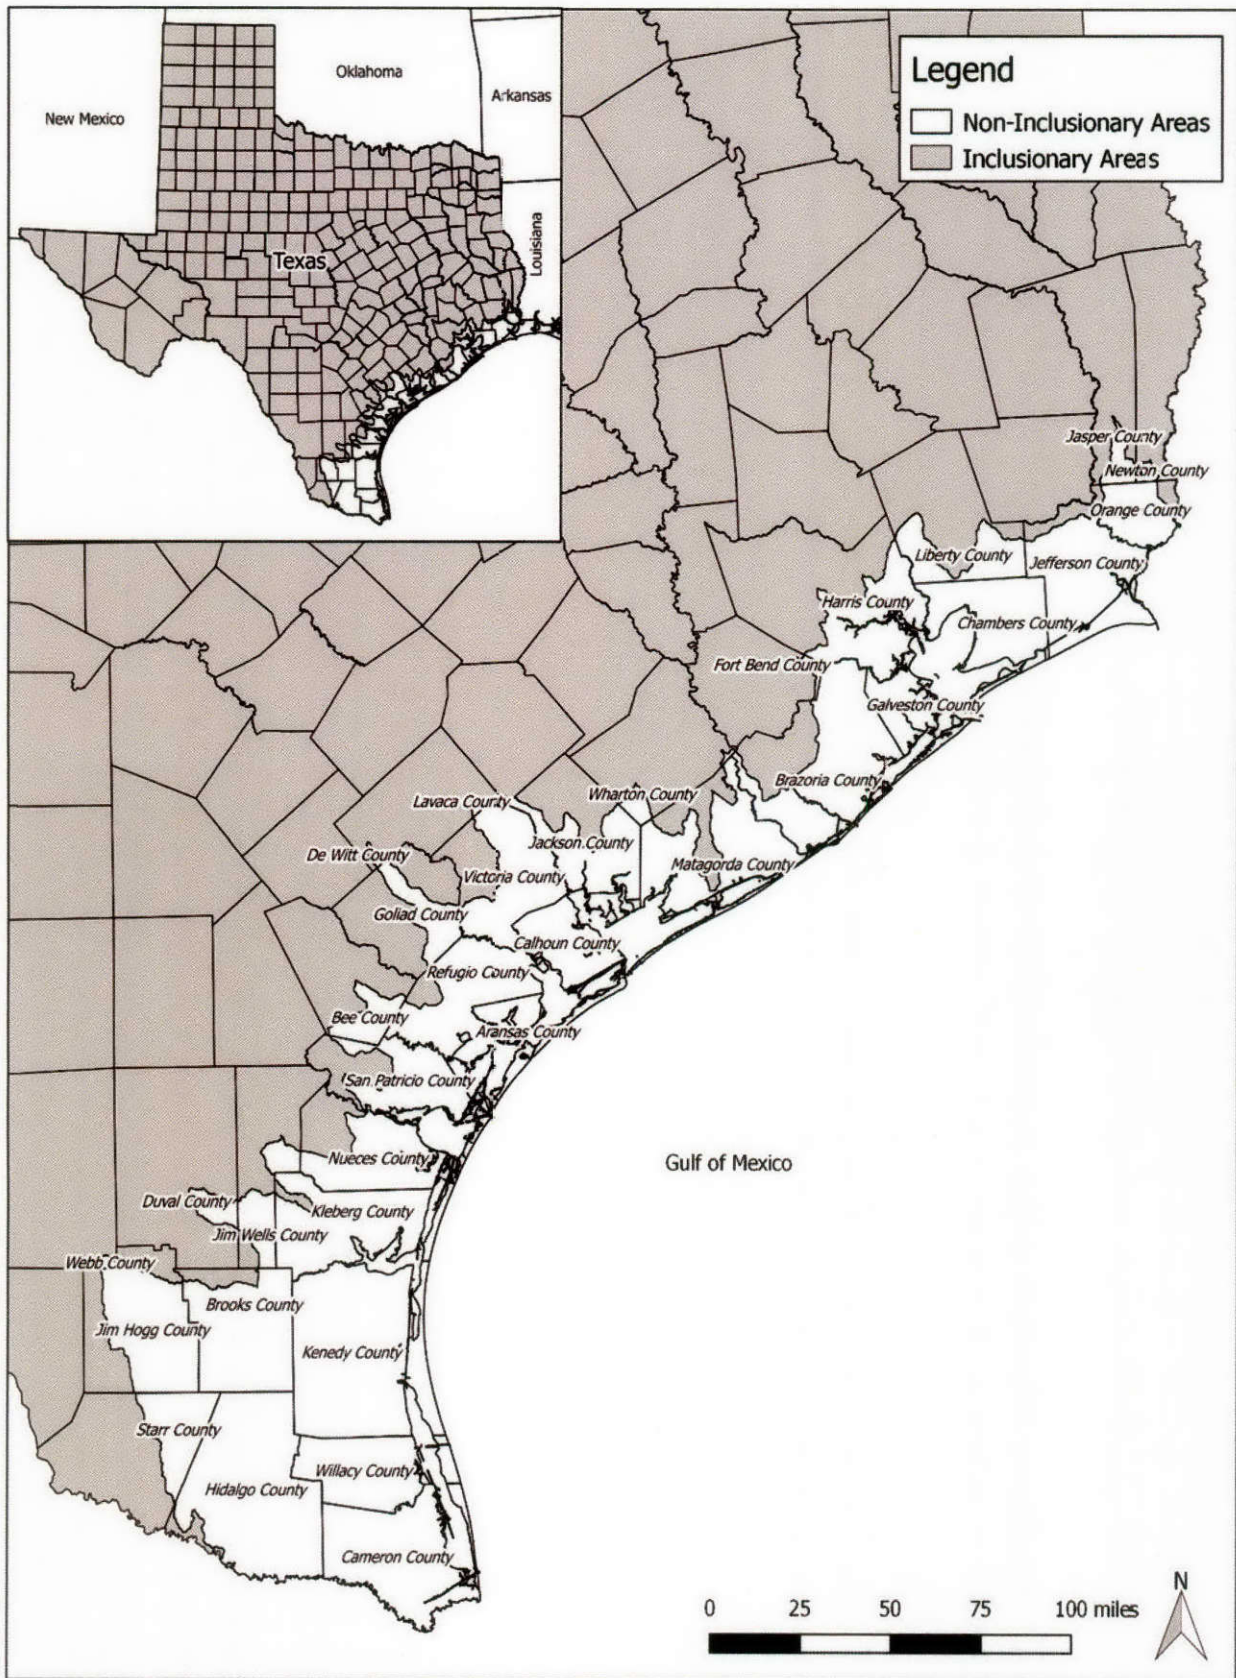 Oklahoma
New Mexico
Arkansas
Louisiana
Texas
Legend
Non-Inclusionary Areas
Inclusionary Areas
Jasper County
Newton County
Orange County
Liberty County
Jefferson County
Harris County
Chambers County
Fort Bend County
Galveston County
Brazoria County
Wharton County
Lavaca County
Jackson County
De Witt County
Matagorda County
Victoria County
Goliad County
Calhoun County
Refugio County
Bee County
Aransas County
San Patricio County
Nueces County
Gulf of Mexico
Duval County
Kleberg County
Jim Wells County
Webb County
Brooks County
Jim Hogg County
Kenedy County
Starr County
Willacy County
Hidalgo County
Cameron County
N
0 25 50 75 100 miles